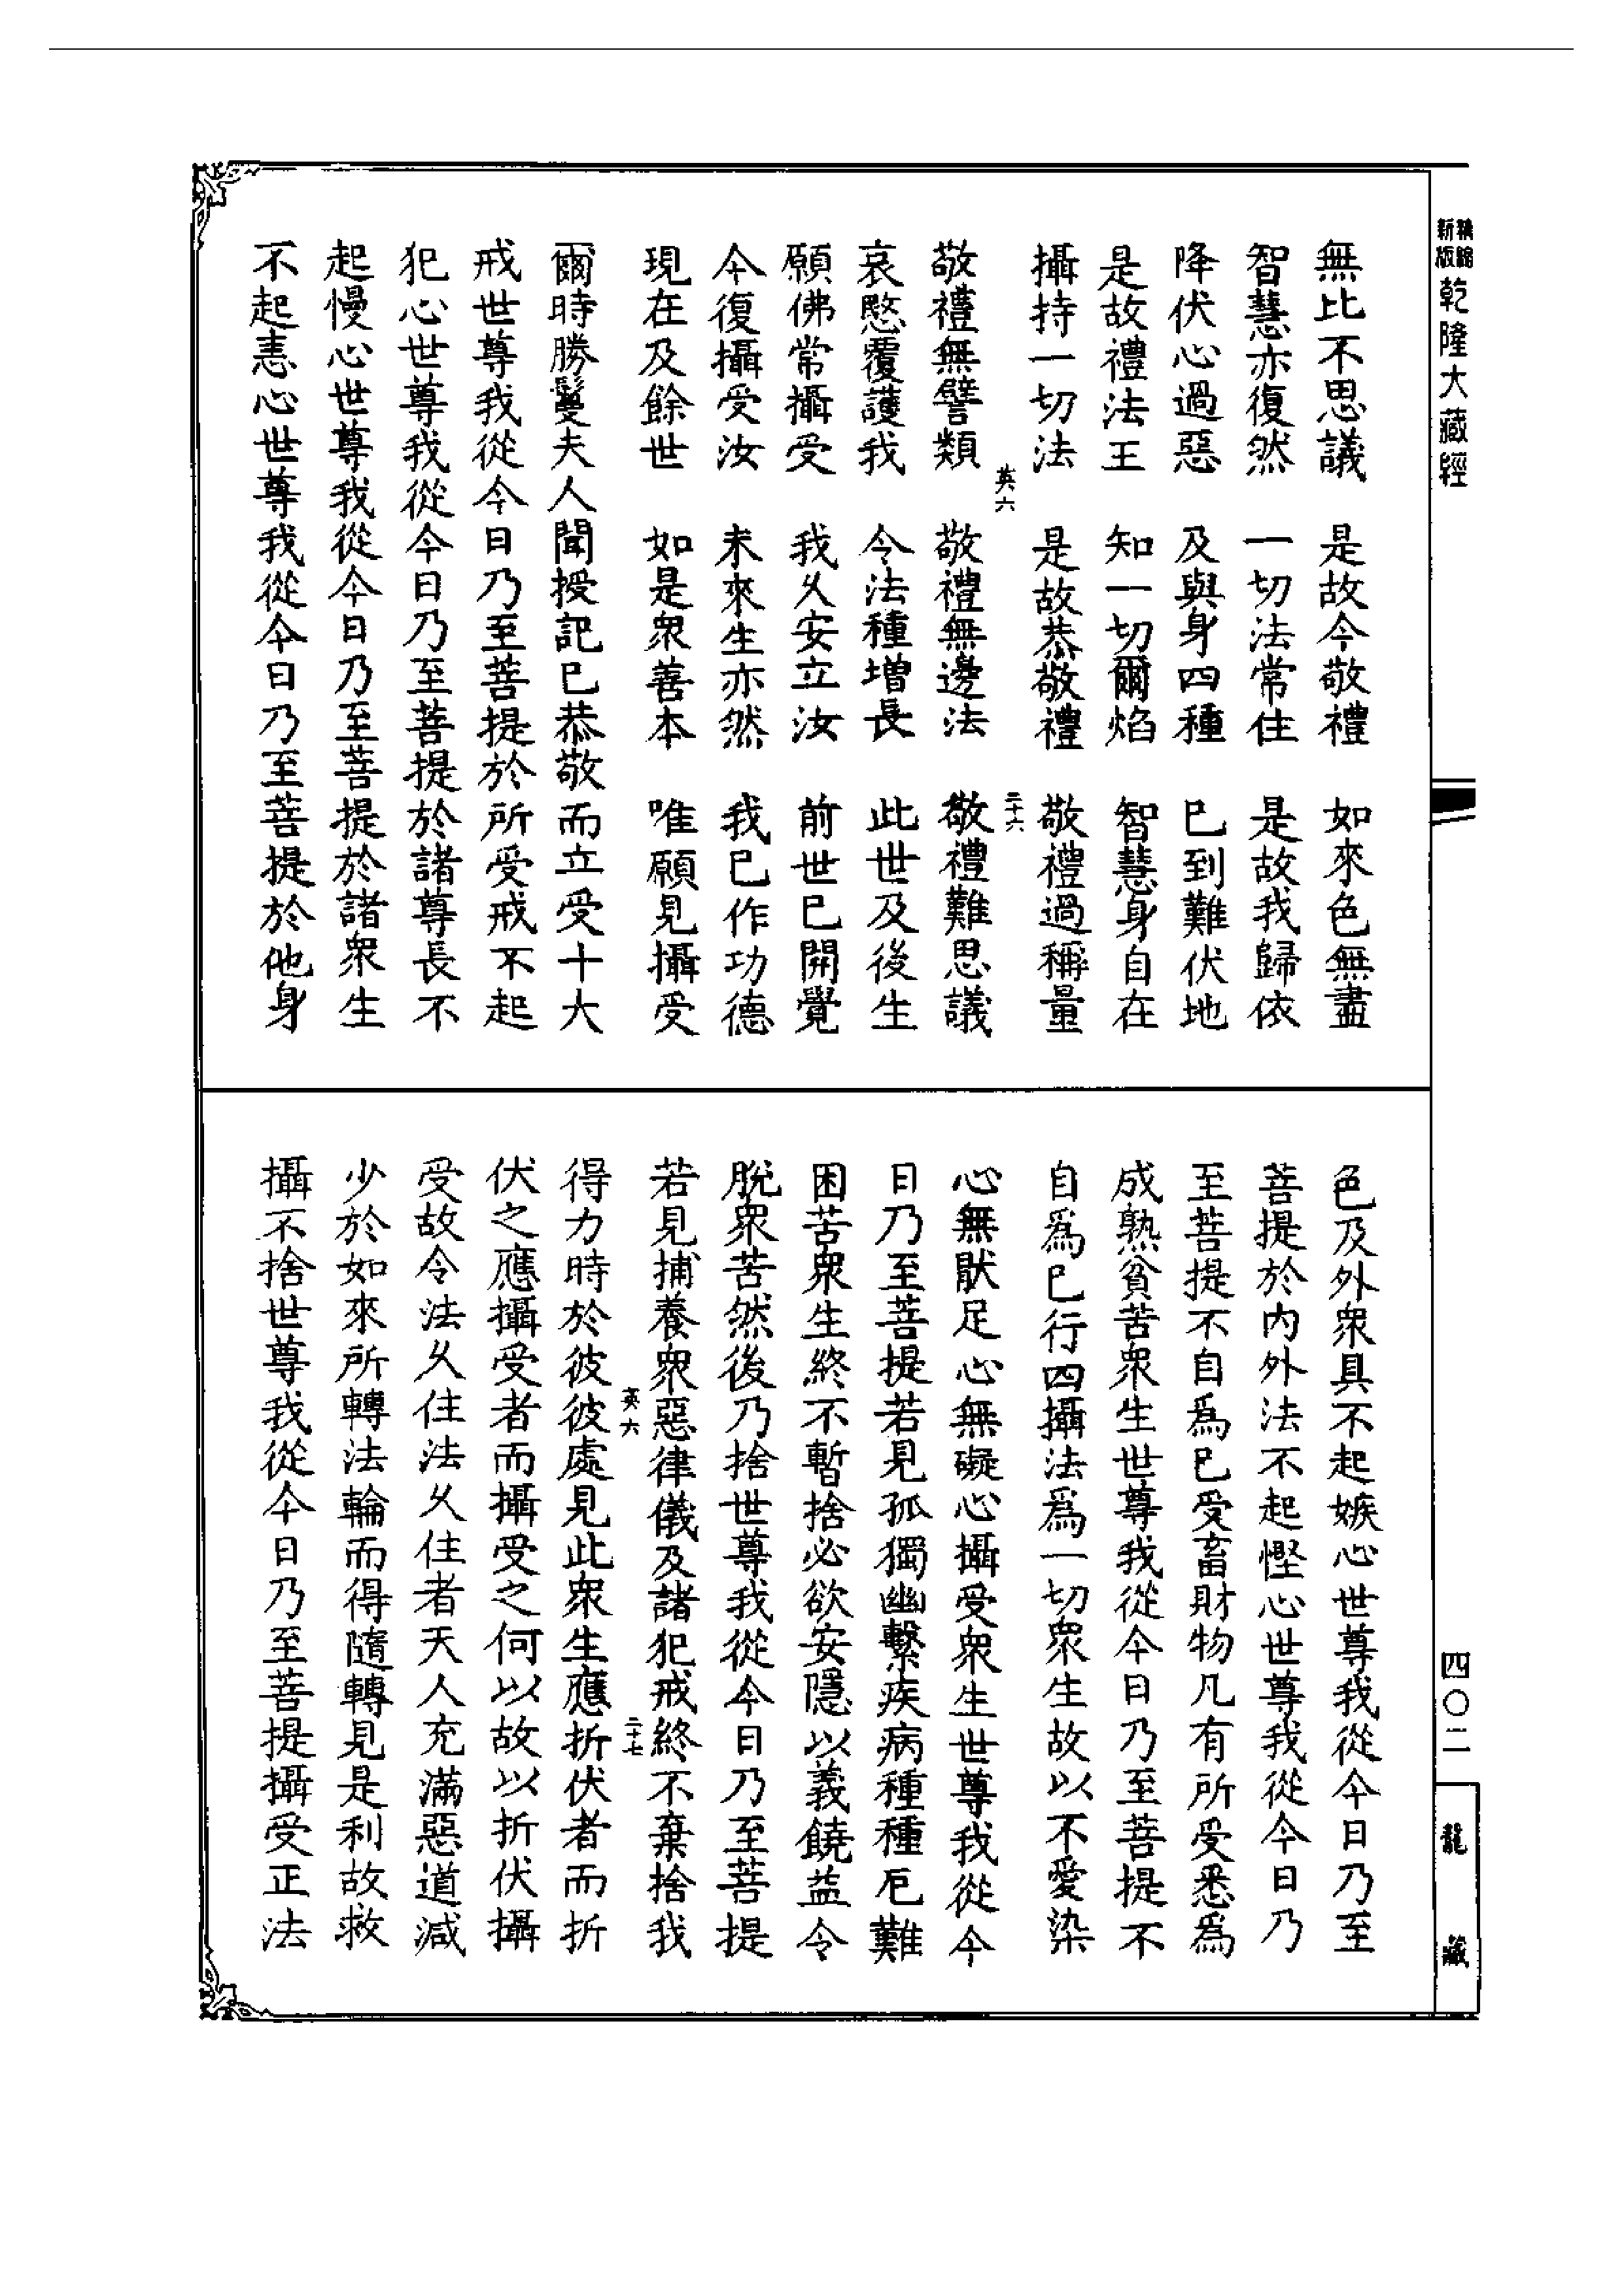 新版
精縮
乾隆大藏經
無比不思議　是故今敬禮　如來色無盡
智慧亦復然　一切法常住　是故我歸依
降伏心過惡　及與身四種　已到難伏地
是故禮法王　知一切爾焰　智慧身自在
攝持一切法　是故恭敬禮　敬禮過稱量
英六　二十六
敬禮無譬類　敬禮無邊法　敬禮難思議
哀愍覆護我　令法種增長　此世及後生
願佛常攝受　我久安立汝　前世已開覺
今復攝受汝　未來生亦然　我已作功德
現在及餘世　如是眾善本　唯願見攝受
爾時勝鬘夫人聞授記已恭敬而立受十大
戒世尊我從今日乃至菩提於所受戒不起
犯心世尊我從今日乃至菩提於諸尊長不
起慢心世尊我從今日乃至菩提於諸眾生
不起恚心世尊我從今日乃至菩提於他身
色及外眾具不起嫉心世尊我從今日乃至
菩提於內外法不起慳心世尊我從今日乃
至菩提不自為已受畜財物凡有所受悉為
成熟貧苦眾生世尊我從今日乃至菩提不
自為已行四攝法為一切眾生故以不愛染
心無猒足心無礙心攝受眾生世尊我從今
日乃至菩提若見孤獨幽繫疾病種種厄難
困苦眾生終不暫捨必欲安隱以義饒益令
脫眾苦然後乃捨世尊我從今日乃至菩提
若見捕養眾惡律儀及諸犯戒終不棄捨我
英六　二十七
得力時於彼彼處見此眾生應折伏者而折
伏之應攝受者而攝受之何以故以折伏攝
受故令法久住法久住者天人充滿惡道減
少於如來所轉法輪而得隨轉見是利故救
攝不捨世尊我從今日乃至菩提攝受正法
四〇二
龍藏